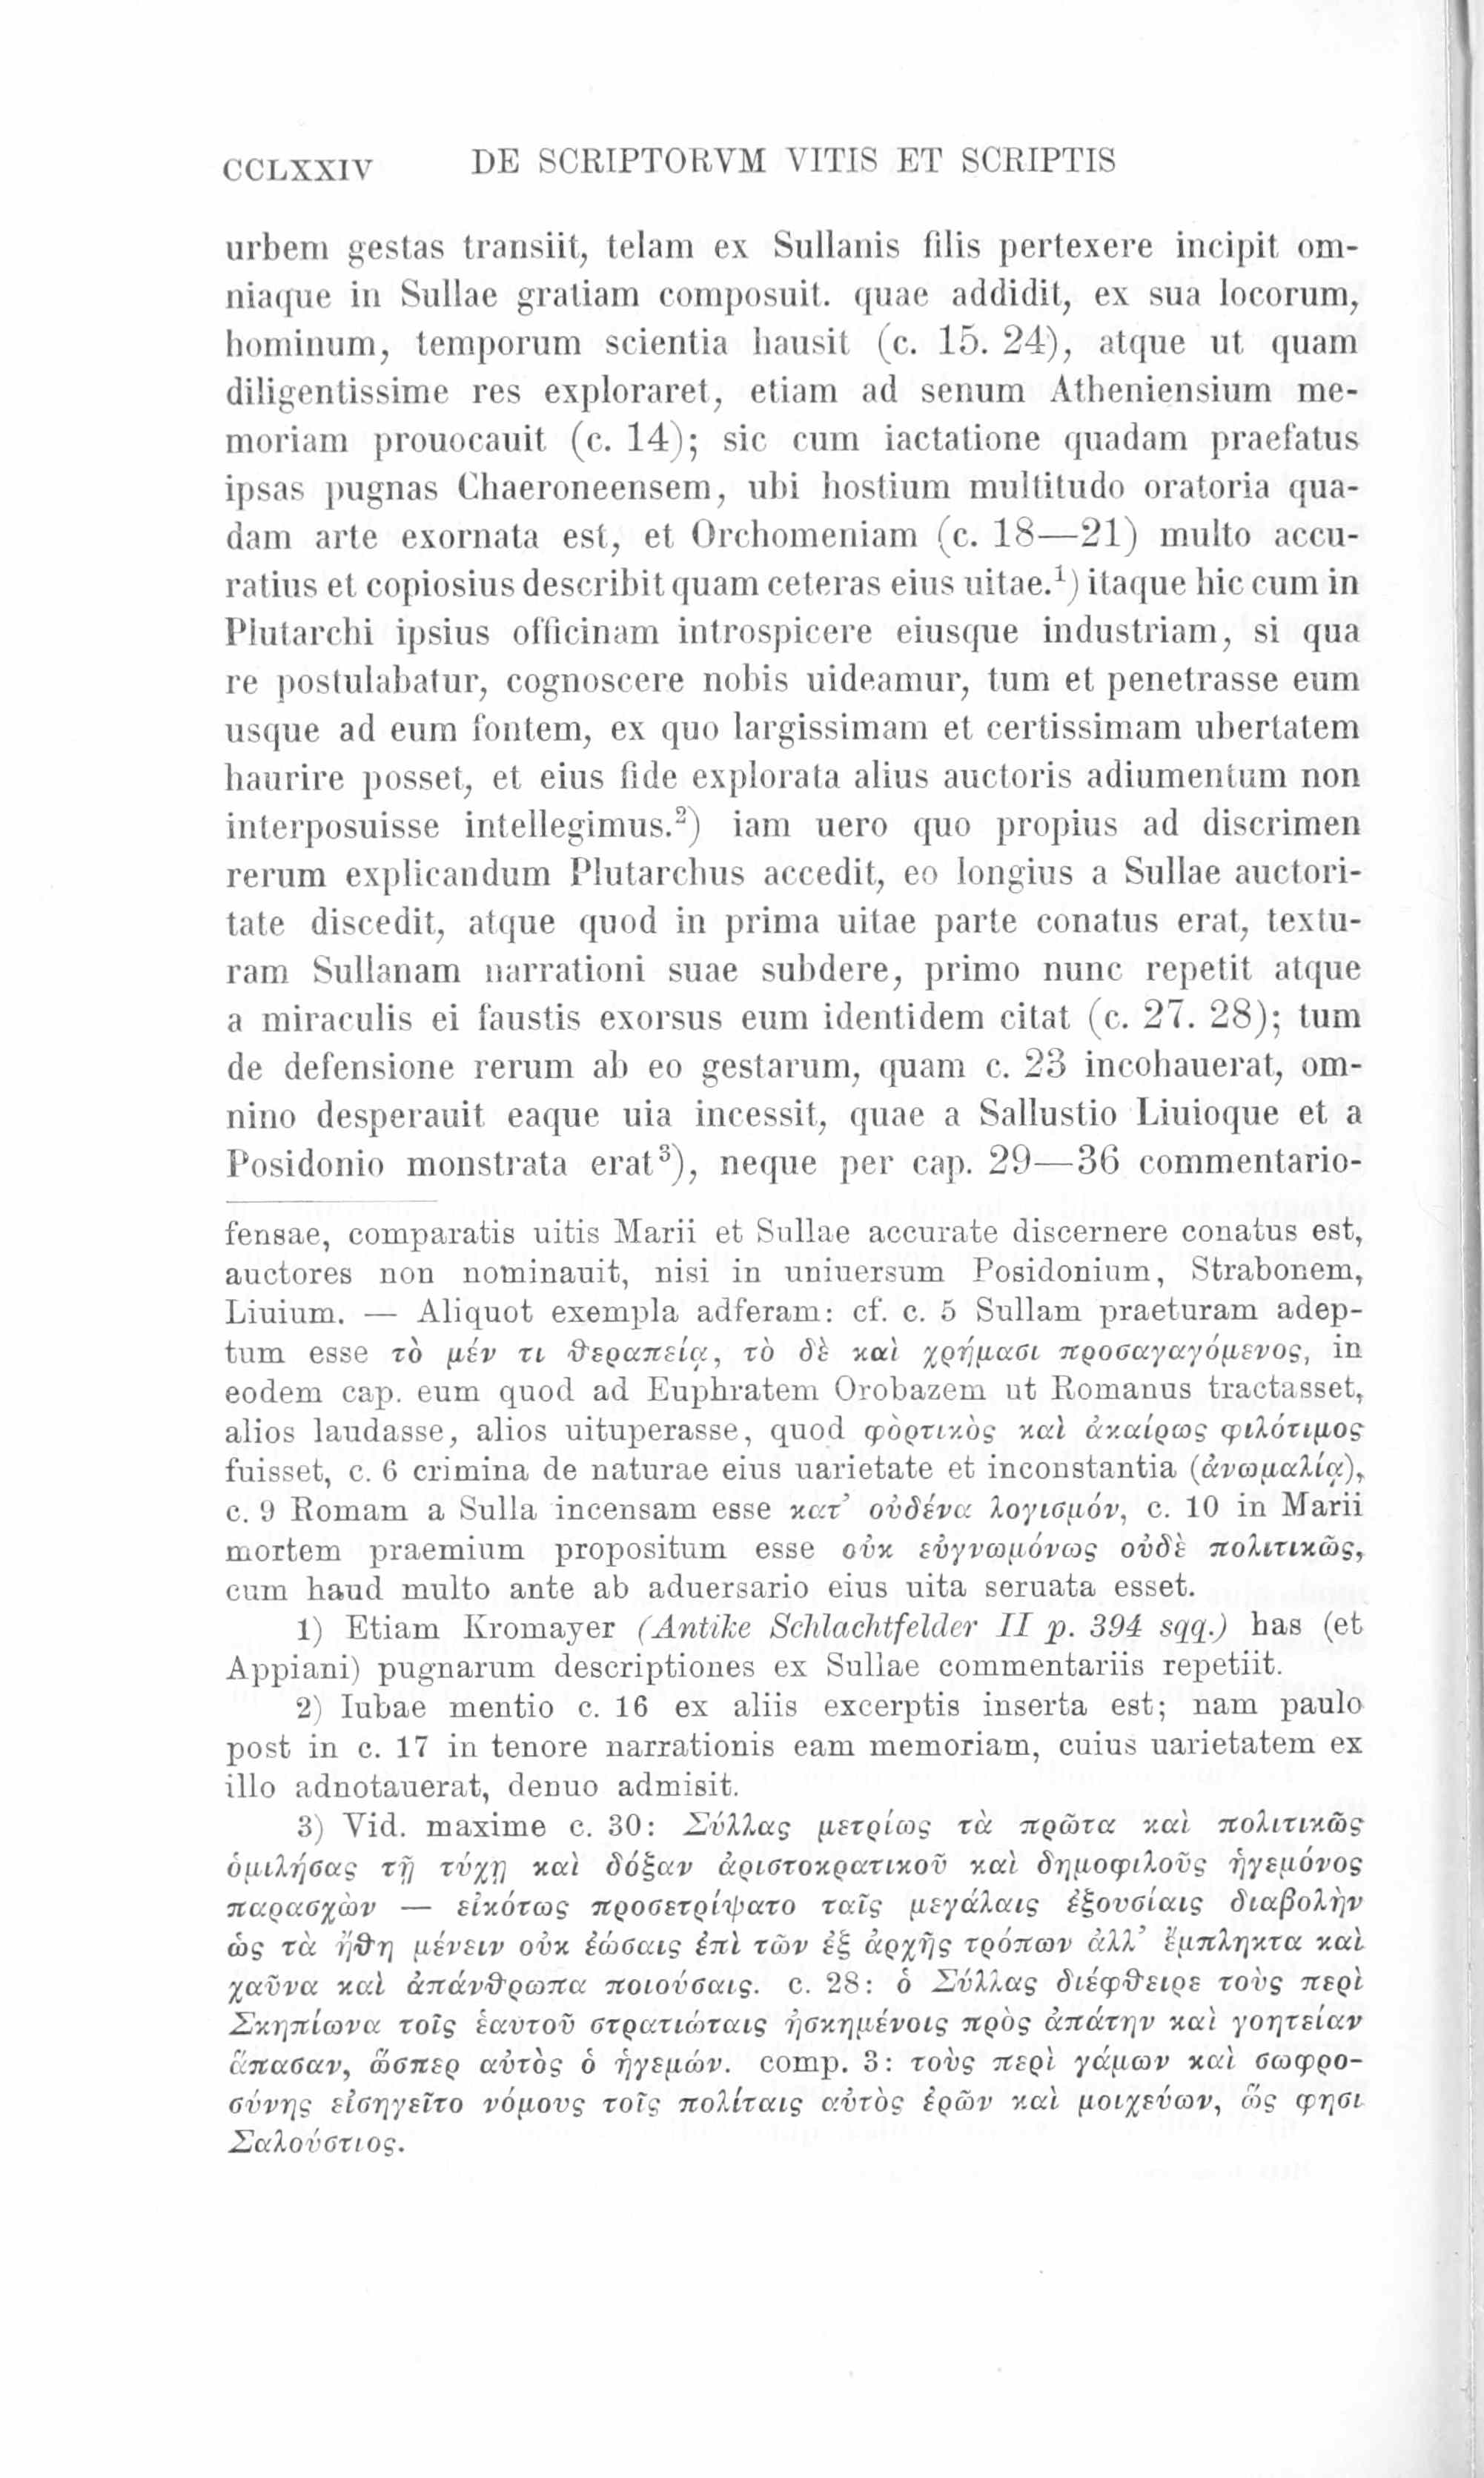 CCLXXIV DE SCRIPTORVM VITIS ET SCRIPTIS
urbem gestas transiit, telam ex Sullanis filis pertexere incipit om-
niaque in Sullae gratiam composuit. quae addidit, ex sua locorum,
hominum, temporum scientia hausit (c. 15. 24), atque ut quam
diligentissime res exploraret, etiam ad senum Atheniensium me-
moriam prouocauit (c. 14); sic cum iactatione quadam praefatus
ipsas pugnas Chaeroneensem, ubi hostium multitudo oratoria qua-
dam arte exornata est, et Orchomeniam (c. 18—21) multo accu-
ratius et copiosius describit quam ceteras eius uitae.¹) itaque hic cum in
Plutarchi ipsius officinam introspicere eiusque industriam, si qua
re postulabatur, cognoscere nobis uideamur, tum et penetrasse eum
usque ad eum fontem, ex quo largissimam et certissimam ubertatem
haurire posset, et eius fide explorata alius auctoris adiumentum non
interposuisse intellegimus.²) iam uero quo propius ad discrimen
rerum explicandum Plutarchus accedit, eo longius a Sullae auctori-
tate discedit, atque quod in prima uitae parte conatus erat, textu-
ram Sullanam narrationi suae subdere, primo nunc repetit atque
a miraculis ei faustis exorsus eum identidem citat (c. 27. 28); tum
de defensione rerum ab eo gestarum, quam c. 23 incohauerat, om-
nino desperauit eaque uia incessit, quae a Sallustio Liuioque et a
Posidonio monstrata erat³), neque per cap. 29—36 commentario-
fensae, comparatis uitis Marii et Sullae accurate discernere conatus est,
auctores non nominauit, nisi in uniuersum Posidonium, Strabonem,
Liuium. — Aliquot exempla adferam: cf. c. 5 Sullam praeturam adep-
tum esse τὸ μέν τι θεραπείᾳ, τὸ δὲ καὶ χρήμασι προσαγαγόμενος, in
eodem cap. eum quod ad Euphratem Orobazem ut Romanus tractasset,
alios laudasse, alios uituperasse, quod φὸρτικὸς καὶ ἀκαίρως φιλότιμος
fuisset, c. 6 crimina de naturae eius uarietate et inconstantia (ἀνωμαλίᾳ),
c. 9 Romam a Sulla incensam esse κατ’ οὐδένα λογισμόν, c. 10 in Marii
mortem praemium propositum esse οὐκ εὐγνωμόνως οὐδὲ πολιτικῶς,
cum haud multo ante ab aduersario eius uita seruata esset.
1) Etiam Kromayer (Antike Schlachtfelder II p. 394 sqq.) has (et
Appiani) pugnarum descriptiones ex Sullae commentariis repetiit.
2) Iubae mentio c. 16 ex aliis excerptis inserta est; nam paulo
post in c. 17 in tenore narrationis eam memoriam, cuius uarietatem ex
illo adnotauerat, denuo admisit.
3) Vid. maxime c. 30: Σύλλας μετρίως τὰ πρῶτα καὶ πολιτικῶς
ὁμιλήσας τῇ τύχῃ καὶ δόξαν ἀριστοκρατικοῦ καὶ δημοφιλοῦς ἡγεμόνος
παρασχὼν — εἰκότως προσετρίψατο ταῖς μεγάλαις ἐξουσίαις διαβολὴν
ὡς τὰ ἤθη μένειν οὐκ ἐώσαις ἐπὶ τῶν ἐξ ἀρχῆς τρόπων ἀλλ’ ἔμπληκτα καὶ
χαῦνα καὶ ἀπάνθρωπα ποιούσαις. c. 28: ὁ Σύλλας διέφθειρε τοὺς περὶ
Σκηπίωνα τοῖς ἑαυτοῦ στρατιώταις ἠσκημένοις πρὸς ἀπάτην καὶ γοητείαν
ἅπασαν, ὥσπερ αὐτὸς ὁ ἡγεμών. comp. 3: τοὺς περὶ γάμων καὶ σωφρο-
σύνης εἰσηγεῖτο νόμους τοῖς πολίταις αὐτὸς ἐρῶν καὶ μοιχεύων, ὥς φησι
Σαλούστιος.